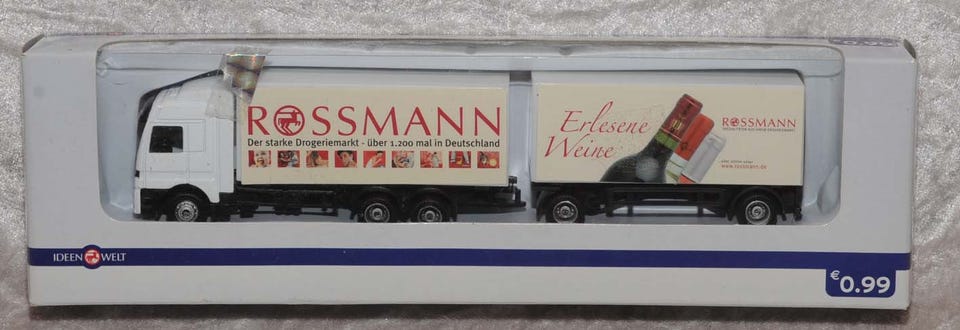 ROSSMANN
Der starke Drogeriemarkt - über 1.200 mal in Deutschland
Erlesene
Weine
ROSSMANN
www.rossmann.de
IDEEN WELT
€0.99